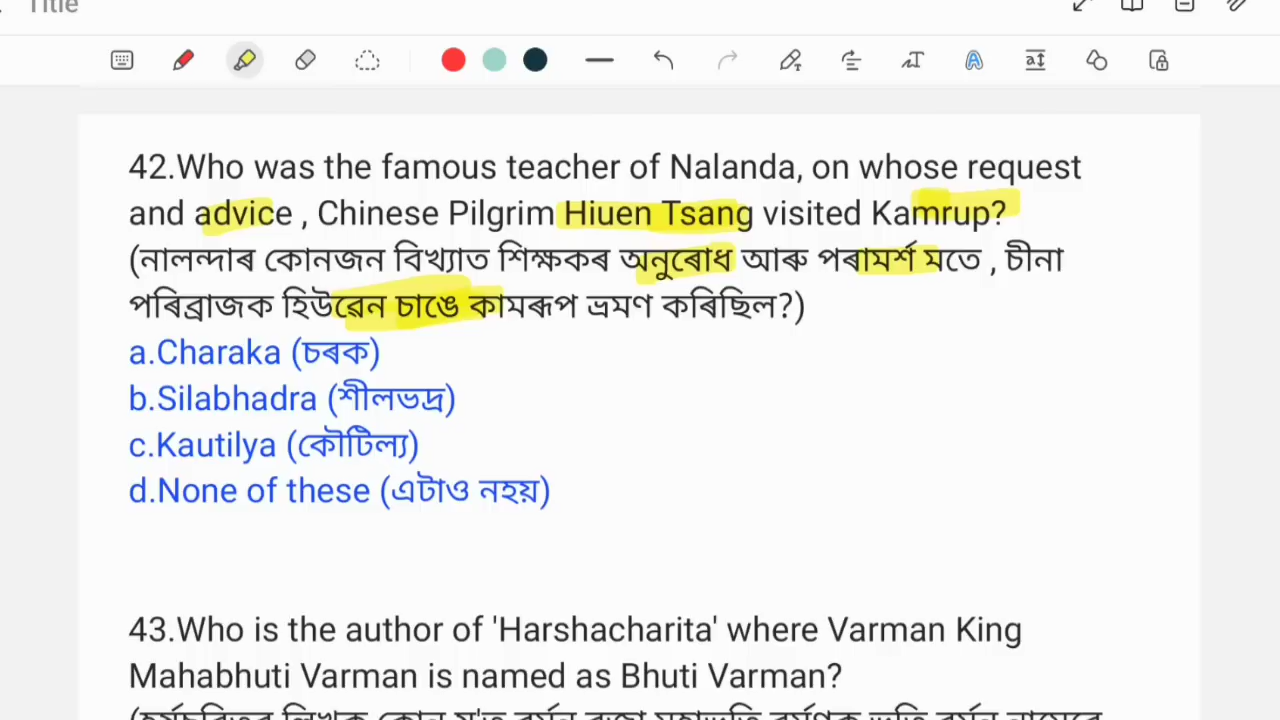 Title
42.Who was the famous teacher of Nalanda, on whose request
and advice , Chinese Pilgrim Hiuen Tsang visited Kamrup?
(নালন্দাৰ কোনজন বিখ্যাত শিক্ষকৰ অনুৰোধ আৰু পৰামৰ্শ মতে , চীনা
পৰিব্ৰাজক হিউৱেন চাঙে কামৰূপ ভ্ৰমণ কৰিছিল?)
a.Charaka (চৰক)
b.Silabhadra (শীলভদ্ৰ)
c.Kautilya (কৌটিল্য)
d.None of these (এটাও নহয়)
43.Who is the author of 'Harshacharita' where Varman King
Mahabhuti Varman is named as Bhuti Varman?